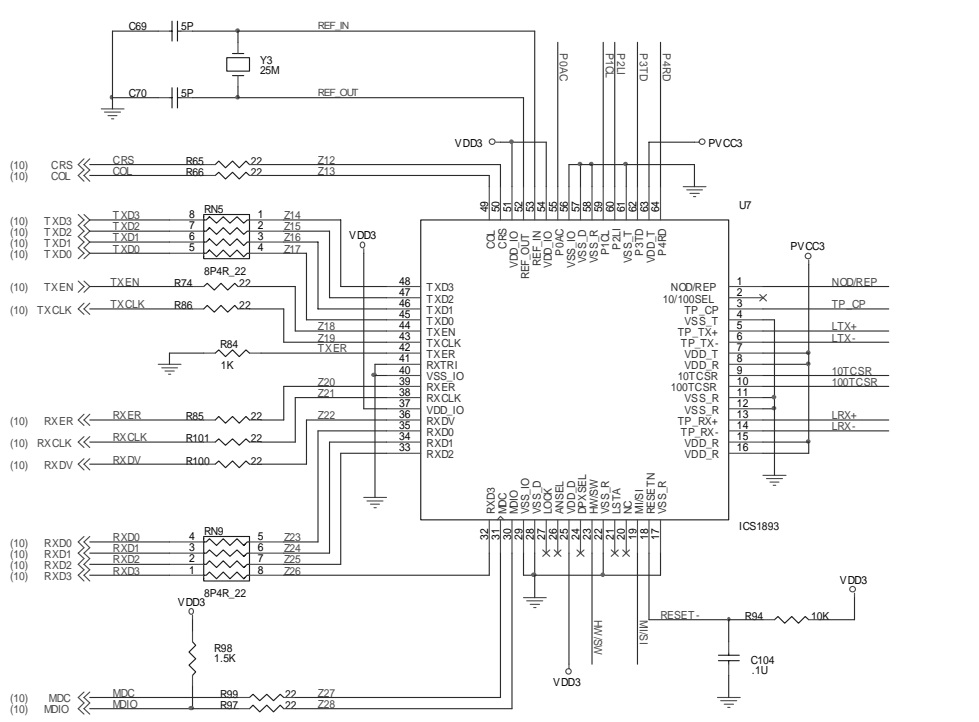 C69 5P REF_IN
Y3
25M
C70 5P REF_OUT
P0AC P1CL P2LI P3TD P4RD
VDD3 PVCC3
(10) CRS CRS R65 22 Z12
(10) COL COL R66 22 Z13
49 50 51 52 53 54 55 56 57 58 59 60 61 62 63 64
U7
COL CRS VDD_IO REF_OUT REF_IN VDD_IO P0AC VSS_IO VSS_D VSS_R P1CL P2LI VSS_T P3TD VDD_T P4RD
RN5
(10) TXD3 TXD3 8 1 Z14
(10) TXD2 TXD2 7 2 Z15
(10) TXD1 TXD1 6 3 Z16
(10) TXD0 TXD0 5 4 Z17
8P4R_22
VDD3
PVCC3
(10) TXEN TXEN R74 22
(10) TXCLK TXCLK R86 22
Z18
Z19
R84 TXER
1K
Z20
Z21
(10) RXER RXER R85 22 Z22
(10) RXCLK RXCLK R101 22
(10) RXDV RXDV R100 22
48 TXD3
47 TXD2
46 TXD1
45 TXD0
44 TXEN
43 TXCLK
42 TXER
41 RXTRI
40 VSS_IO
39 RXER
38 RXCLK
37 VDD_IO
36 RXDV
35 RXD0
34 RXD1
33 RXD2
NOD/REP 1 NOD/REP
10/100SEL 2
TP_CP 3 TP_CP
VSS_T 4
TP_TX+ 5 LTX+
TP_TX- 6 LTX-
VDD_T 7
VDD_R 8
10TCSR 9 10TCSR
100TCSR 10 100TCSR
VSS_R 11
VSS_R 12
TP_RX+ 13 LRX+
TP_RX- 14 LRX-
VDD_R 15
VDD_R 16
RXD3 MDC MDIO VSS_IO VSS_D LOCK ANSEL VDD_D DPXSEL HW/SW VSS_R LSTA NC MI/SI RESETN VSS_R
ICS1893
32 31 30 29 28 27 26 25 24 23 22 21 20 19 18 17
RN9
(10) RXD0 RXD0 4 5 Z23
(10) RXD1 RXD1 3 6 Z24
(10) RXD2 RXD2 2 7 Z25
(10) RXD3 RXD3 1 8 Z26
8P4R_22
VDD3
VDD3
RESET- R94 10K
HW/SW MI/SI
R98
1.5K
C104
.1U
VDD3
(10) MDC MDC R99 22 Z27
(10) MDIO MDIO R97 22 Z28